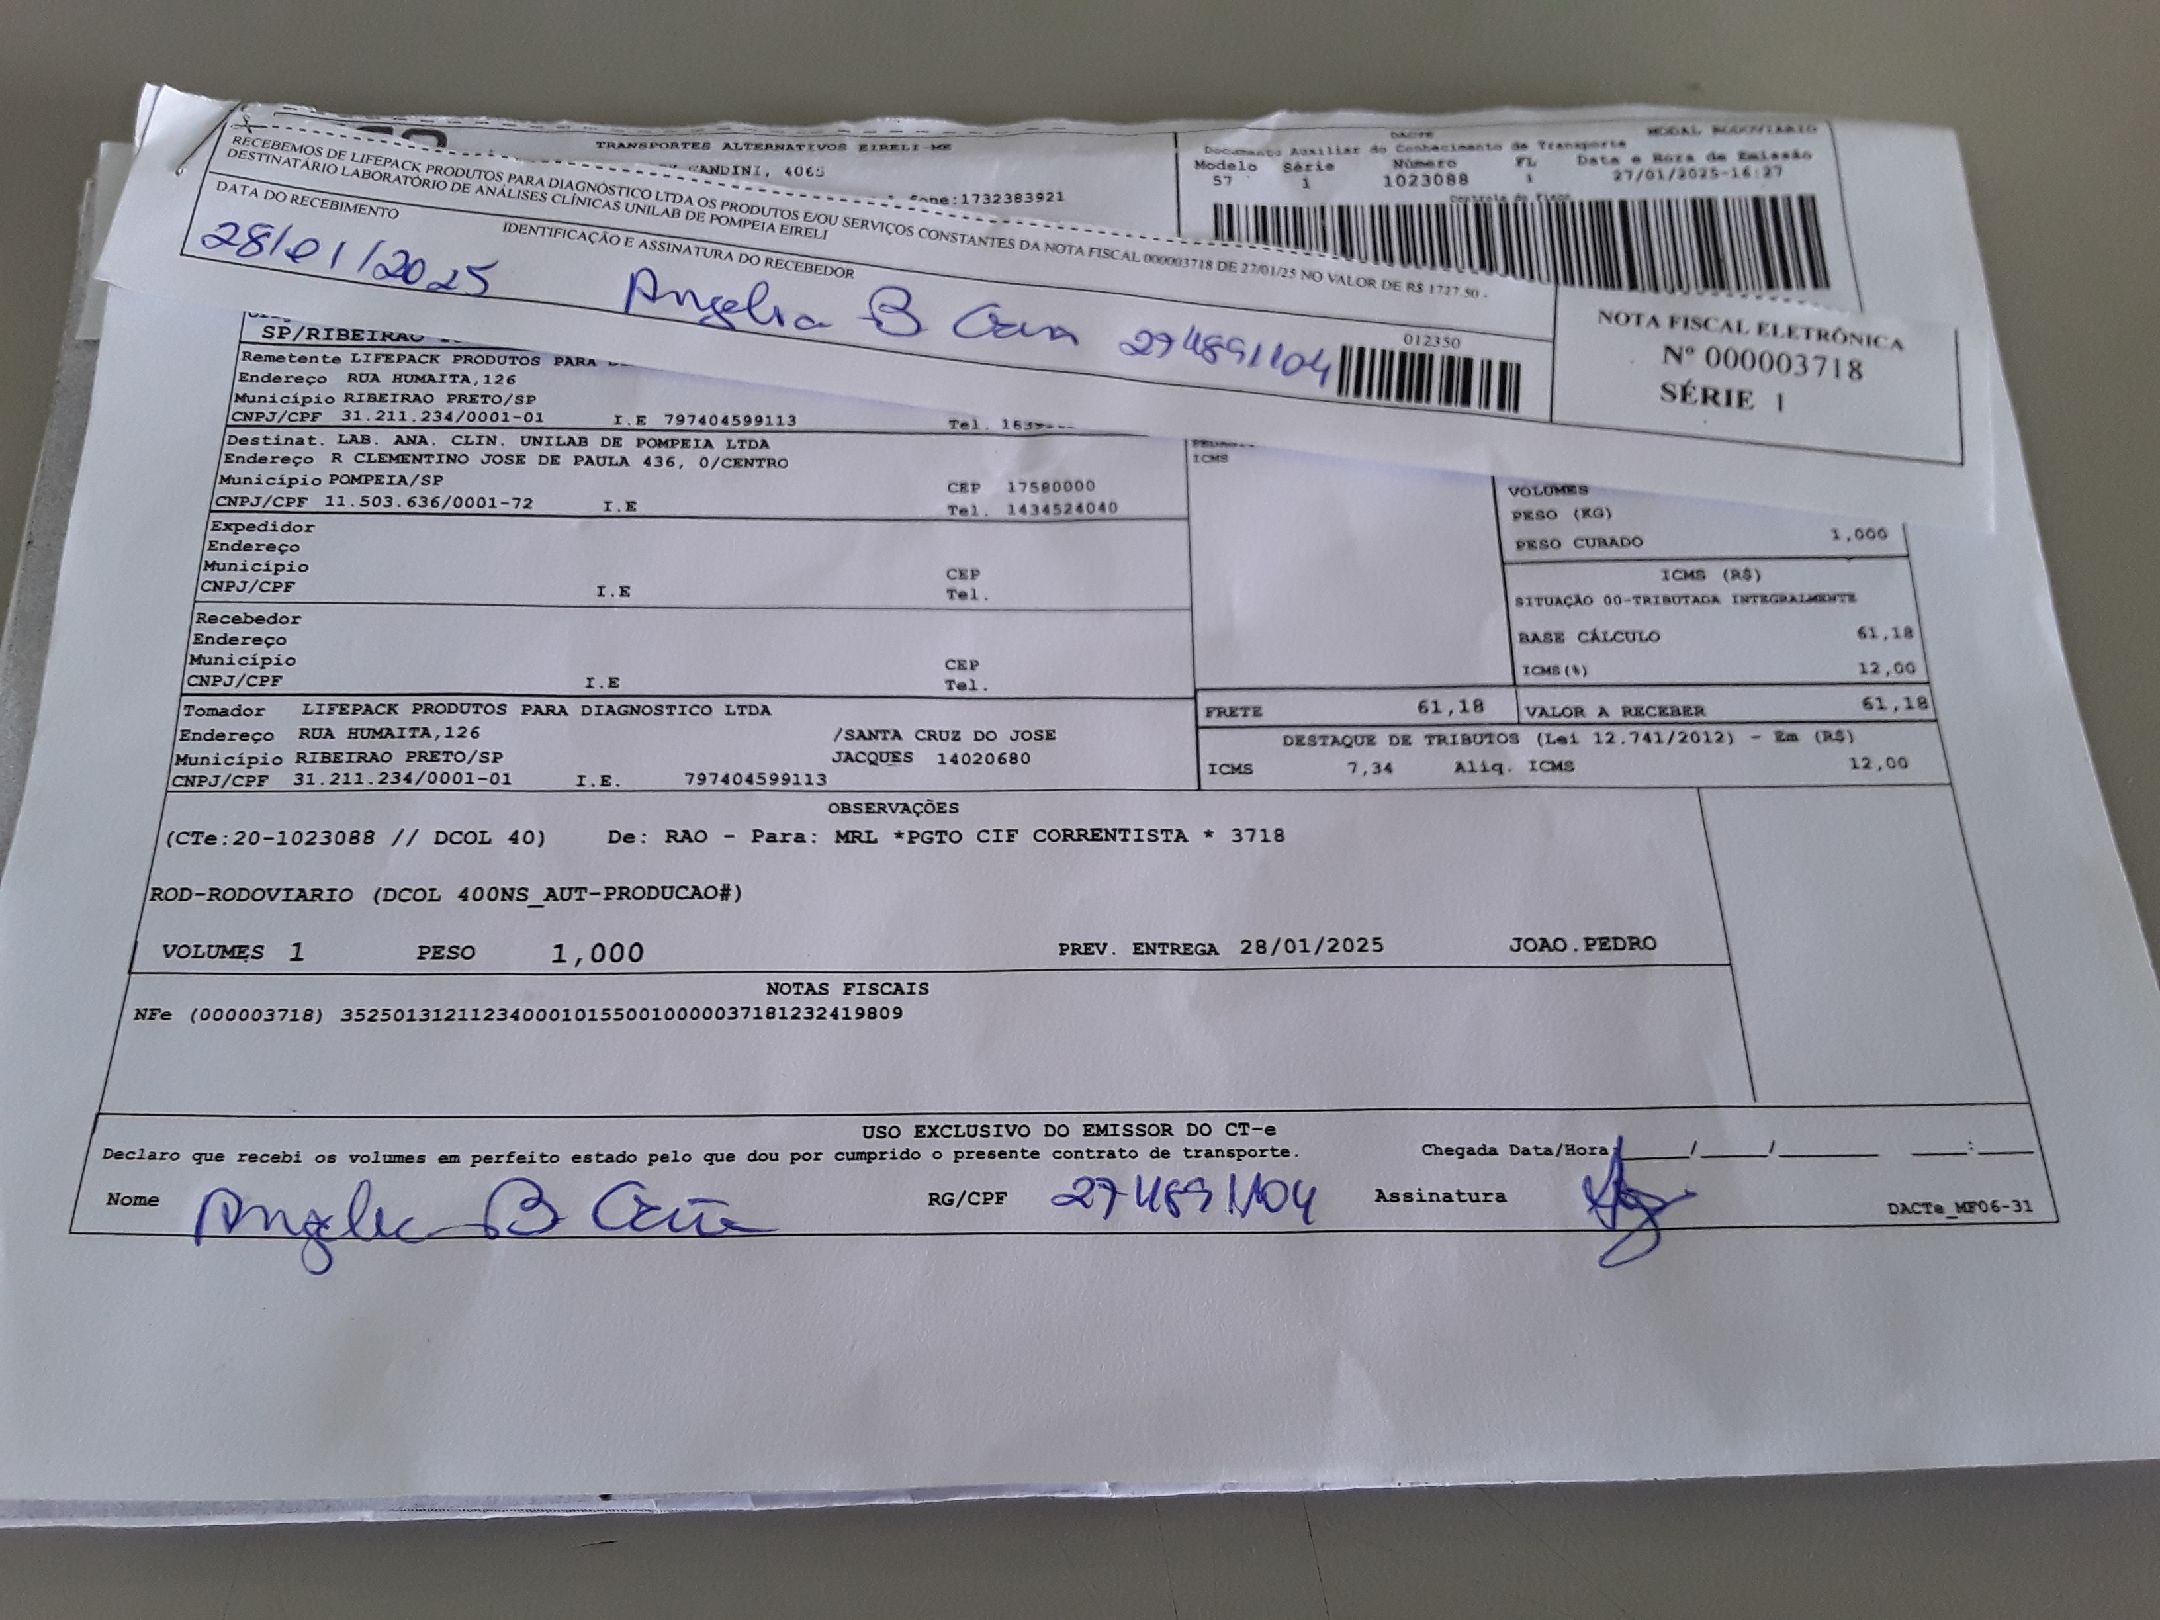 TRANSPORTES ALTERNATIVOS EIRELI-ME
ANDINI, 4065
Fone:1732383921
DACTE
MODAL RODOVIARIO
Documento Auxiliar do Conhecimento de Transporte
Modelo Série Número FL Data e Hora de Emissão
57 1 1023088 1 27/01/2025-16:27
Controle do Fisco
RECEBEMOS DE LIFEPACK PRODUTOS PARA DIAGNÓSTICO LTDA OS PRODUTOS E/OU SERVIÇOS CONSTANTES DA NOTA FISCAL 000003718 DE 27/01/25 NO VALOR DE R$ 1727.50 -
DESTINATÁRIO LABORATÓRIO DE ANÁLISES CLÍNICAS UNILAB DE POMPEIA EIRELI
DATA DO RECEBIMENTO
IDENTIFICAÇÃO E ASSINATURA DO RECEBEDOR
28/01/2025 B
012350
NOTA FISCAL ELETRÔNICA
Nº 000003718
SÉRIE 1
SP/RIBEIRAO
Remetente LIFEPACK PRODUTOS PARA
Endereço RUA HUMAITA,126
Município RIBEIRAO PRETO/SP
CNPJ/CPF 31.211.234/0001-01 I.E 797404599113 Tel.
Destinat. LAB. ANA. CLIN. UNILAB DE POMPEIA LTDA
Endereço R CLEMENTINO JOSE DE PAULA 436, 0/CENTRO
Município POMPEIA/SP CEP 17580000
CNPJ/CPF 11.503.636/0001-72 I.E Tel. 1434524040
Expedidor
Endereço
Município CEP
CNPJ/CPF I.E Tel.
Recebedor
Endereço
Município CEP
CNPJ/CPF I.E Tel.
Tomador LIFEPACK PRODUTOS PARA DIAGNOSTICO LTDA
Endereço RUA HUMAITA,126 /SANTA CRUZ DO JOSE
Município RIBEIRAO PRETO/SP JACQUES 14020680
CNPJ/CPF 31.211.234/0001-01 I.E. 797404599113
ICMS
VOLUMES
PESO (KG)
PESO CUBADO 1,000
ICMS (R$)
SITUAÇÃO 00-TRIBUTADA INTEGRALMENTE
BASE CÁLCULO 61,18
ICMS(%) 12,00
FRETE 61,18 VALOR A RECEBER 61,18
DESTAQUE DE TRIBUTOS (Lei 12.741/2012) - Em (R$)
ICMS 7,34 Aliq. ICMS 12,00
OBSERVAÇÕES
(CTe:20-1023088 // DCOL 40) De: RAO - Para: MRL *PGTO CIF CORRENTISTA * 3718
ROD-RODOVIARIO (DCOL 400NS_AUT-PRODUCAO#)
VOLUMES 1 PESO 1,000 PREV. ENTREGA 28/01/2025 JOAO.PEDRO
NOTAS FISCAIS
NFe (000003718) 35250131211234000101550010000037181232419809
USO EXCLUSIVO DO EMISSOR DO CT-e
Declaro que recebi os volumes em perfeito estado pelo que dou por cumprido o presente contrato de transporte.
Chegada Data/Hora / / :
Nome B RG/CPF Assinatura
DACTe_MF06-31